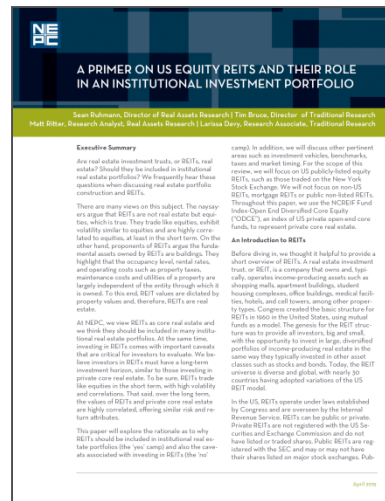 NE
PC
A PRIMER ON US EQUITY REITS AND THEIR ROLE
IN AN INSTITUTIONAL INVESTMENT PORTFOLIO
Sean Ruhmann, Director of Real Assets Research | Tim Bruce, Director of Traditional Research
Matt Ritter, Research Analyst, Real Assets Research | Larissa Davy, Research Associate, Traditional Research
Executive Summary
Are real estate investment trusts, or REITs, real
estate? Should they be included in institutional
real estate portfolios? We frequently hear these
questions when discussing real estate portfolio
construction and REITs.
There are many views on this subject. The naysay-
ers argue that REITs are not real estate but equi-
ties, which is true. They trade like equities, exhibit
volatility similar to equities and are highly corre-
lated to equities, at least in the short term. On the
other hand, proponents of REITs argue the funda-
mental assets owned by REITs are buildings. They
highlight that the occupancy level, rental rates,
and operating costs such as property taxes,
maintenance costs and utilities of a property are
largely independent of the entity through which it
is owned. To this end, REIT values are dictated by
property values and, therefore, REITs are real
estate.
At NEPC, we view REITs as core real estate and
we think they should be included in many institu-
tional real estate portfolios. At the same time,
investing in REITs comes with important caveats
that are critical for investors to evaluate. We be-
lieve investors in REITs must have a long-term
investment horizon, similar to those investing in
private core real estate. To be sure, REITs trade
like equities in the short term, with high volatility
and correlations. That said, over the long term,
the values of REITs and private core real estate
are highly correlated, offering similar risk and re-
turn attributes.
This paper will explore the rationale as to why
REITs should be included in institutional real es-
tate portfolios (the ‘yes’ camp) and also the cave-
ats associated with investing in REITs (the ‘no’
camp). In addition, we will discuss other pertinent
areas such as investment vehicles, benchmarks,
taxes and market timing. For the scope of this
review, we will focus on US publicly-listed equity
REITs, such as those traded on the New York
Stock Exchange. We will not focus on non-US
REITs, mortgage REITs or public non-listed REITs.
Throughout this paper, we use the NCREIF Fund
Index-Open End Diversified Core Equity
(“ODCE”), an index of US private open-end core
funds, to represent private core real estate.
An Introduction to REITs
Before diving in, we thought it helpful to provide a
short overview of REITs. A real estate investment
trust, or REIT, is a company that owns and, typi-
cally, operates income-producing assets such as
shopping malls, apartment buildings, student
housing complexes, office buildings, medical facili-
ties, hotels, and cell towers, among other proper-
ty types. Congress created the basic structure for
REITs in 1960 in the United States, using mutual
funds as a model. The genesis for the REIT struc-
ture was to provide all investors, big and small,
with the opportunity to invest in large, diversified
portfolios of income-producing real estate in the
same way they typically invested in other asset
classes such as stocks and bonds. Today, the REIT
universe is diverse and global, with nearly 30
countries having adopted variations of the US
REIT model.
In the US, REITs operate under laws established
by Congress and are overseen by the Internal
Revenue Service. REITs can be public or private.
Private REITs are not registered with the US Se-
curities and Exchange Commission and do not
have listed or traded shares. Public REITs are reg-
istered with the SEC and may or may not have
their shares listed on major stock exchanges. Pub-
April 2015